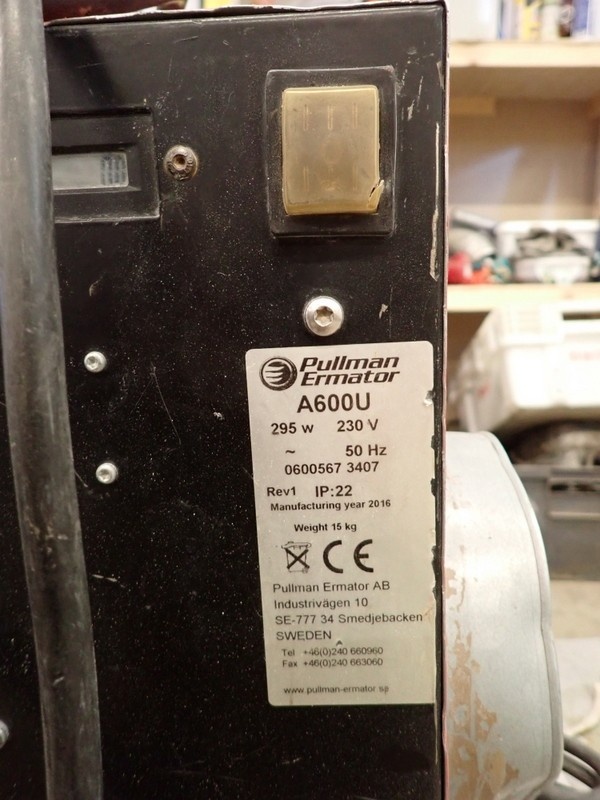 Pullman
Ermator
A600U
295 w 230 V
~ 50 Hz
0600567 3407
Rev1 IP:22
Manufacturing year 2016
Weight 15 kg
CE
Pullman Ermator AB
Industrivägen 10
SE-777 34 Smedjebacken
SWEDEN
Tel +46(0)240 660960
Fax +46(0)240 663060
www.pullman-ermator.se